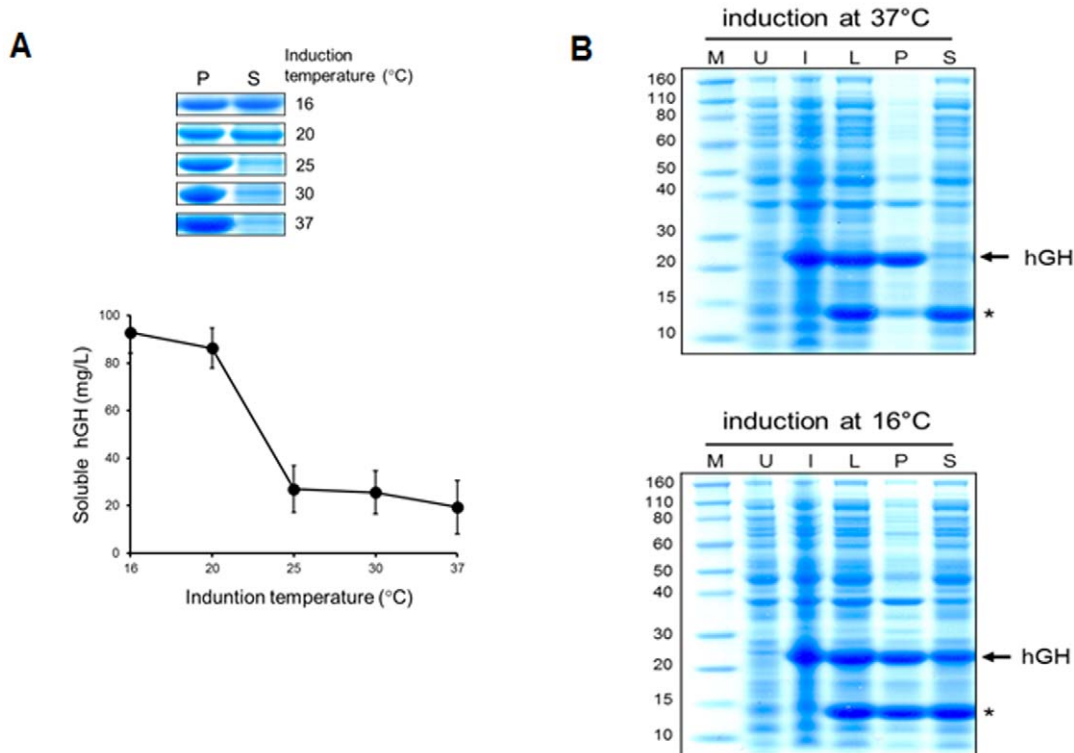 A
Induction
temperature (°C)
P S
16
20
25
30
37
Soluble hGH (mg/L)
100
80
60
40
20
0
16 20 25 30 37
Induntion temperature (°C)
B
induction at 37°C
M U I L P S
160
110
80
60
50
40
30
20
15
10
hGH
*
induction at 16°C
M U I L P S
160
110
80
60
50
40
30
20
15
10
hGH
*